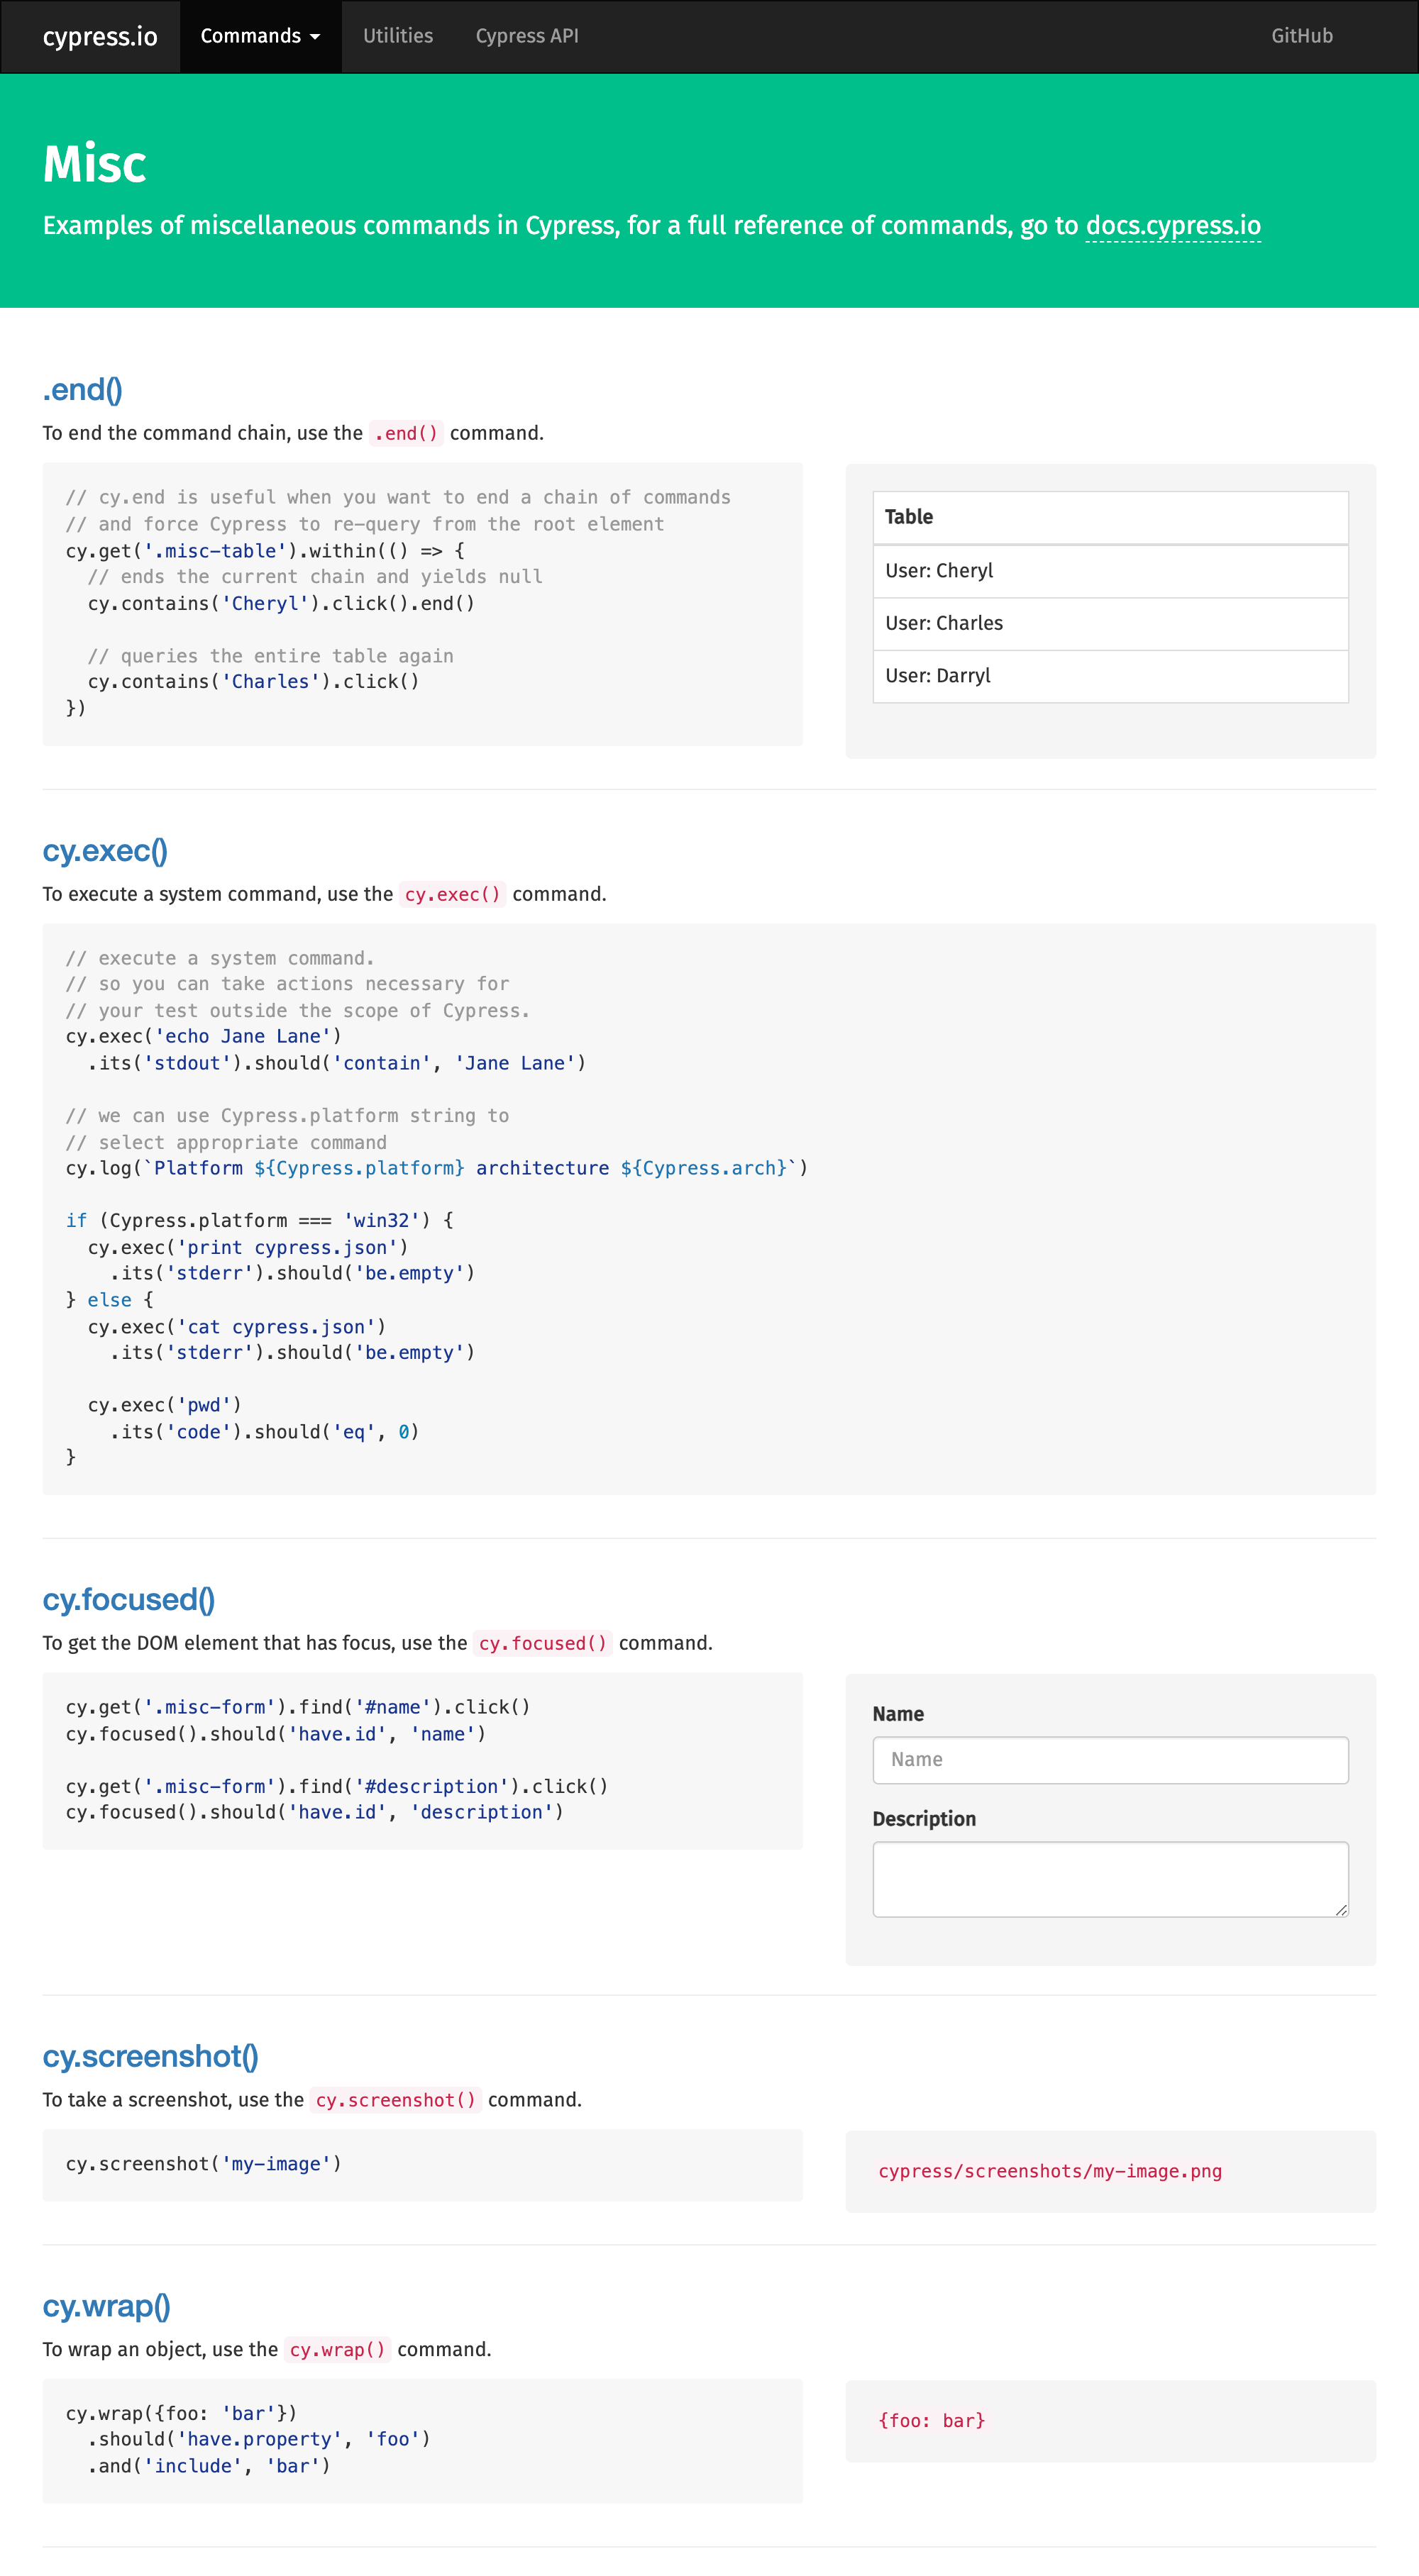 cypress.io Commands Utilities Cypress API GitHub
Misc
Examples of miscellaneous commands in Cypress, for a full reference of commands, go to docs.cypress.io
.end()
To end the command chain, use the .end() command.
// cy.end is useful when you want to end a chain of commands
// and force Cypress to re-query from the root element
cy.get('.misc-table').within(() => {
  // ends the current chain and yields null
  cy.contains('Cheryl').click().end()
  // queries the entire table again
  cy.contains('Charles').click()
})
Table
User: Cheryl
User: Charles
User: Darryl
cy.exec()
To execute a system command, use the cy.exec() command.
// execute a system command.
// so you can take actions necessary for
// your test outside the scope of Cypress.
cy.exec('echo Jane Lane')
  .its('stdout').should('contain', 'Jane Lane')
// we can use Cypress.platform string to
// select appropriate command
cy.log(`Platform ${Cypress.platform} architecture ${Cypress.arch}`)
if (Cypress.platform === 'win32') {
  cy.exec('print cypress.json')
    .its('stderr').should('be.empty')
} else {
  cy.exec('cat cypress.json')
    .its('stderr').should('be.empty')
  cy.exec('pwd')
    .its('code').should('eq', 0)
}
cy.focused()
To get the DOM element that has focus, use the cy.focused() command.
cy.get('.misc-form').find('#name').click()
cy.focused().should('have.id', 'name')
cy.get('.misc-form').find('#description').click()
cy.focused().should('have.id', 'description')
Name
Name
Description
cy.screenshot()
To take a screenshot, use the cy.screenshot() command.
cy.screenshot('my-image')
cypress/screenshots/my-image.png
cy.wrap()
To wrap an object, use the cy.wrap() command.
cy.wrap({foo: 'bar'})
  .should('have.property', 'foo')
  .and('include', 'bar')
{foo: bar}